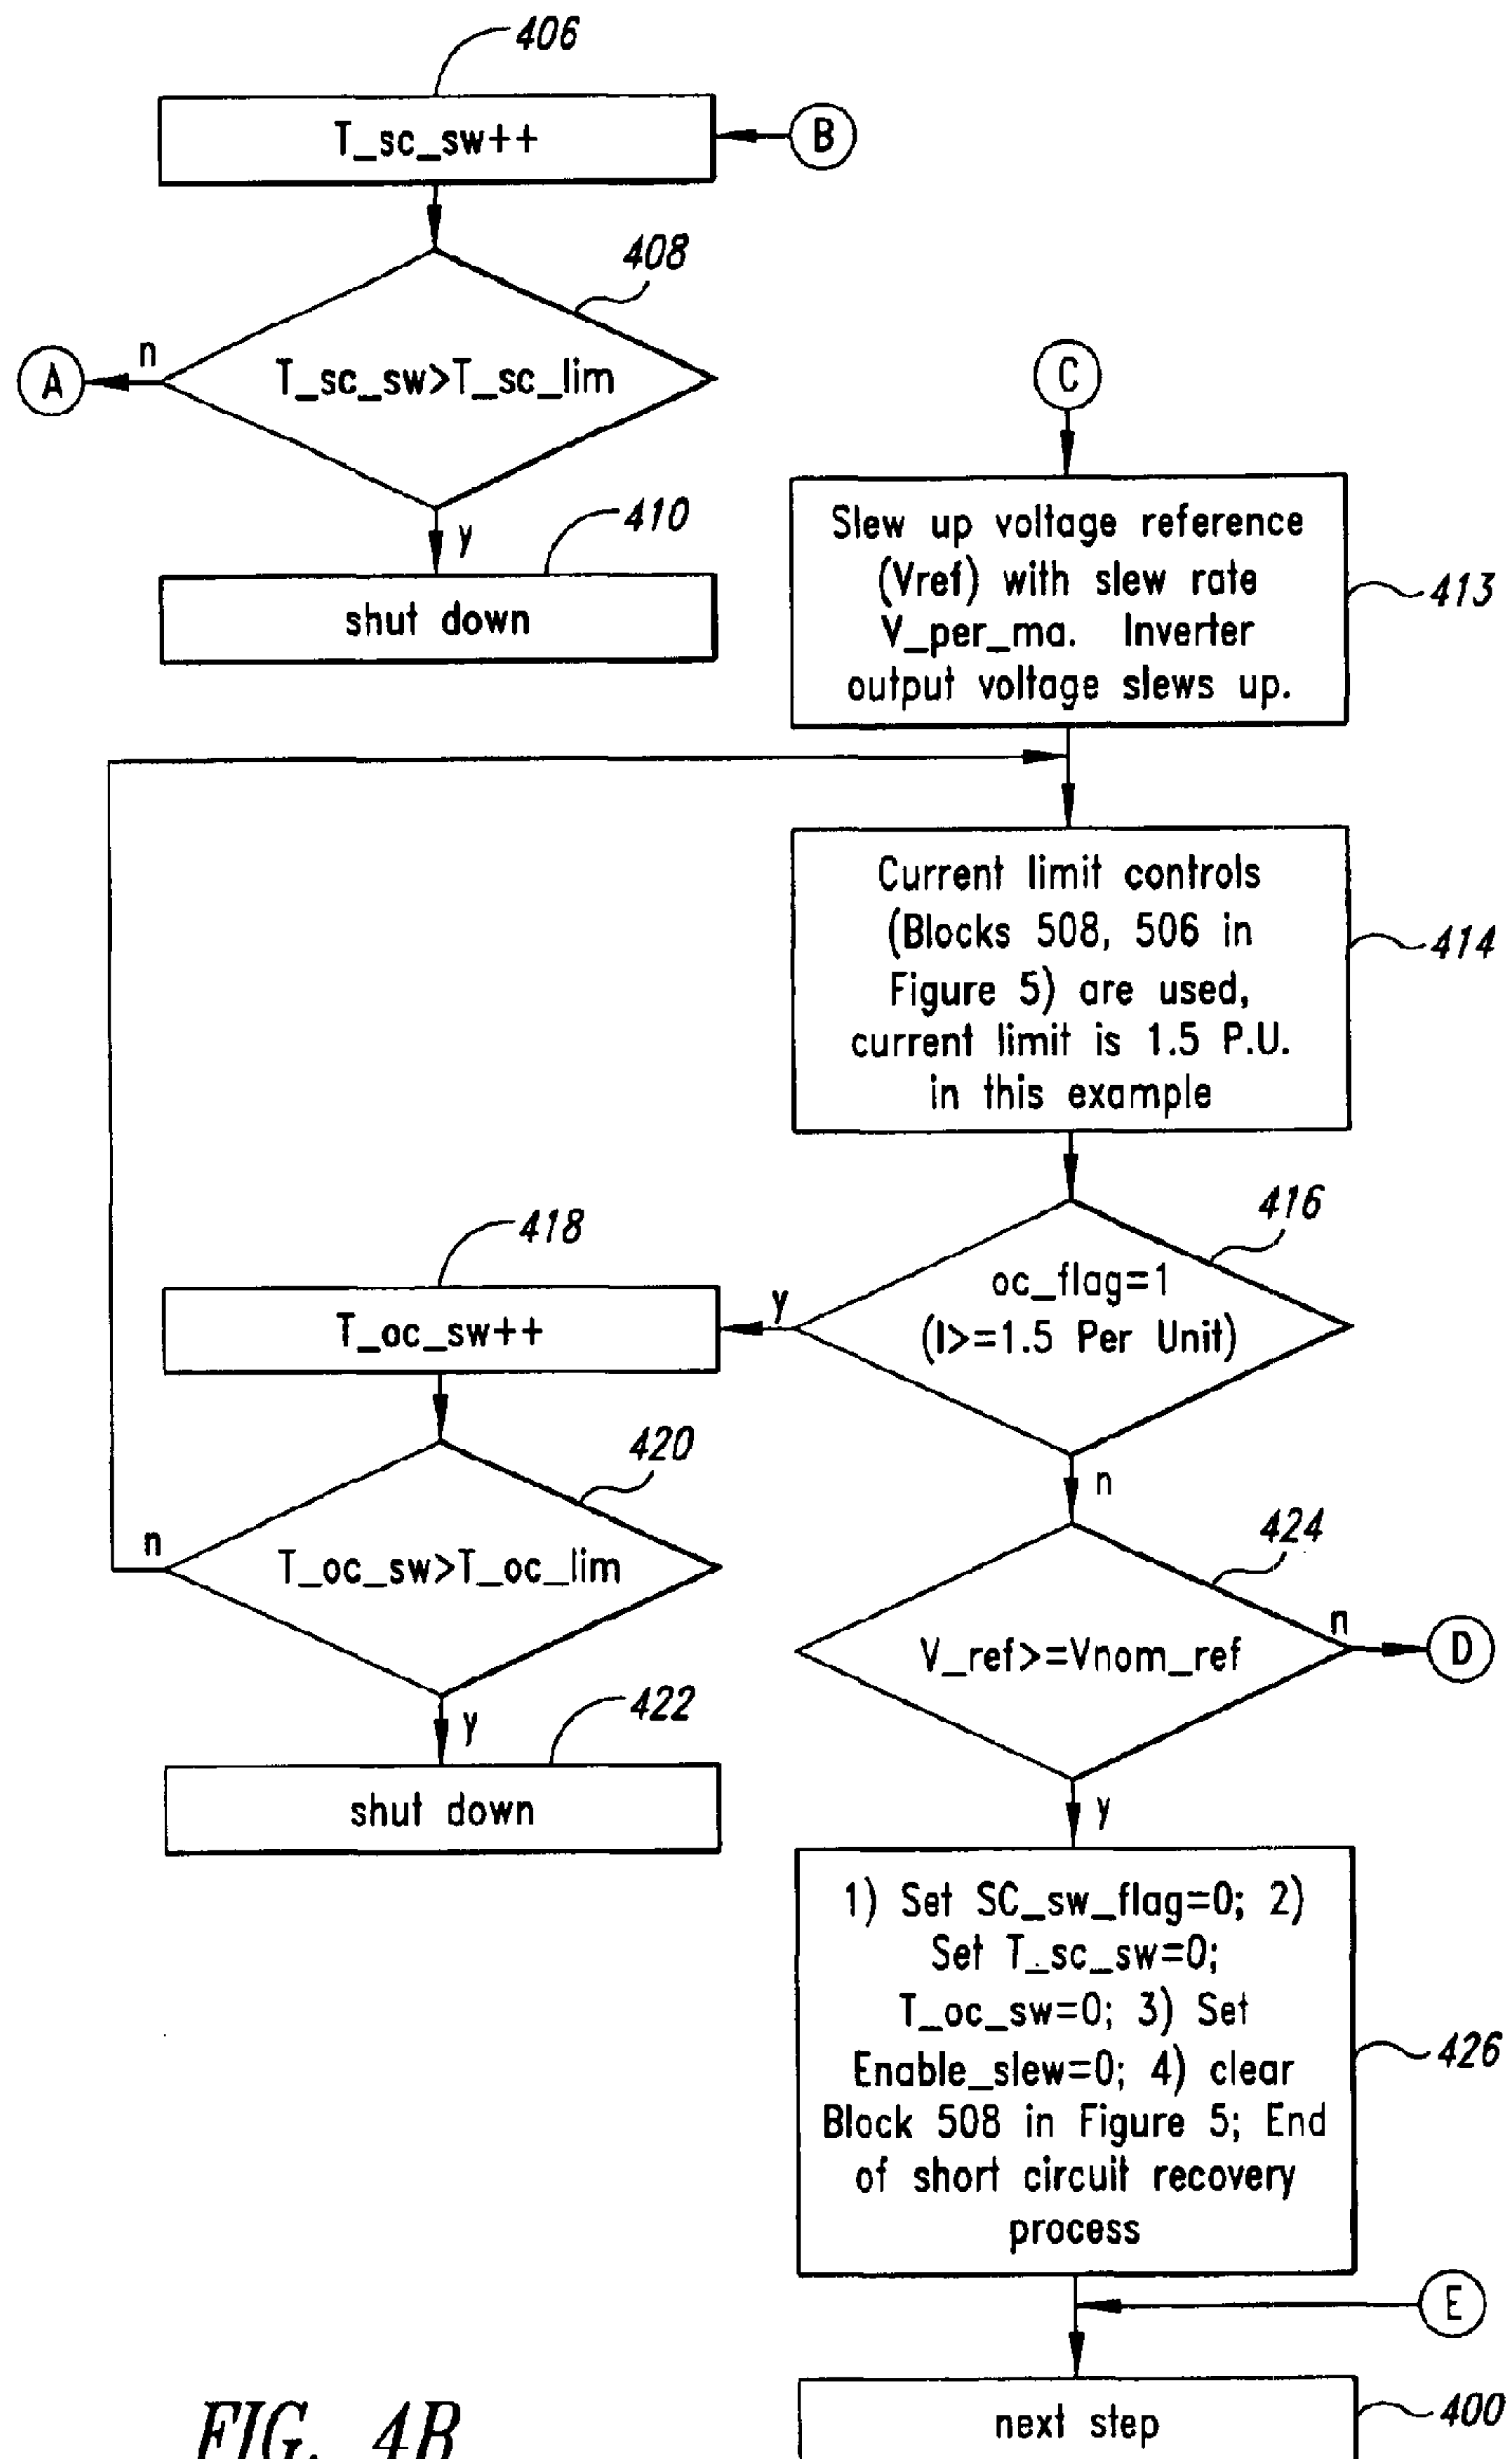 406
T_sc_sw++
B
408
n
A
T_sc_sw>T_sc_lim
y
410
shut down
C
Slew up voltage reference
(Vref) with slew rate
V_per_ma. Inverter
output voltage slews up.
413
Current limit controls
(Blocks 508, 506 in
Figure 5) are used,
current limit is 1.5 P.U.
in this example
414
416
oc_flag=1
(I>=1.5 Per Unit)
y
n
418
T_oc_sw++
420
n
T_oc_sw>T_oc_lim
y
422
shut down
424
V_ref>=Vnom_ref
n
D
y
1) Set SC_sw_flag=0; 2)
Set T_sc_sw=0;
T_oc_sw=0; 3) Set
Enable_slew=0; 4) clear
Block 508 in Figure 5; End
of short circuit recovery
process
426
E
next step
400
FIG. 4B